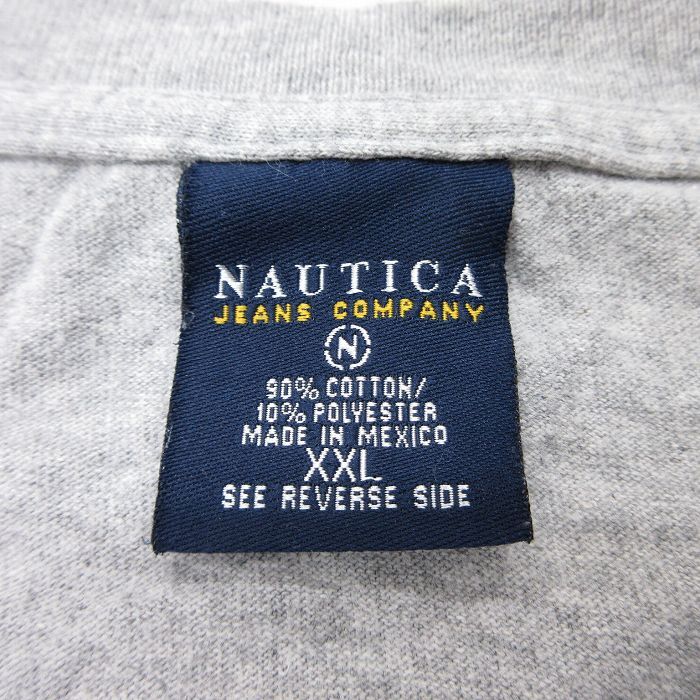 NAUTICA
JEANS COMPANY
N
90% COTTON/
10% POLYESTER
MADE IN MEXICO
XXL
SEE REVERSE SIDE